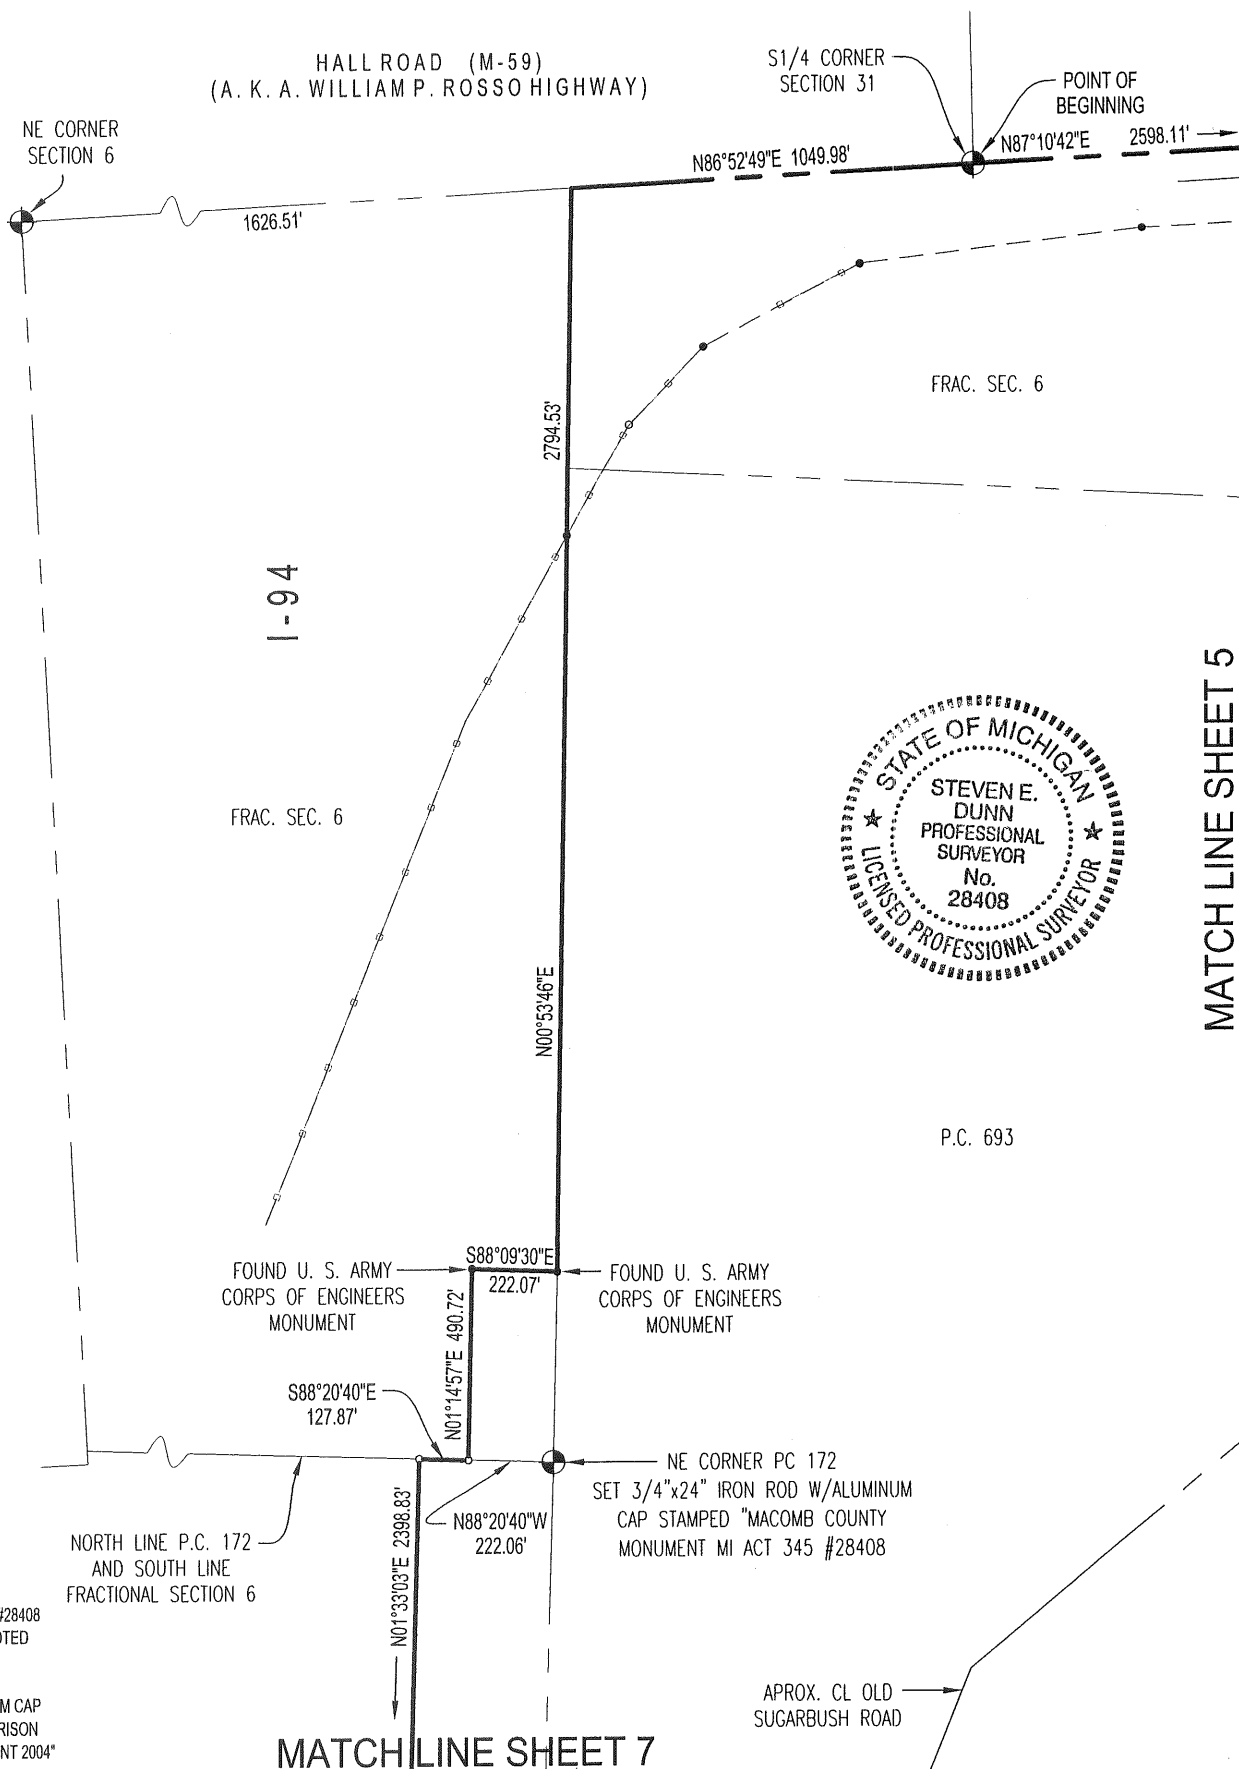 HALL ROAD (M-59)
(A. K. A. WILLIAM P. ROSSO HIGHWAY)
S1/4 CORNER
SECTION 31
POINT OF
BEGINNING
NE CORNER
SECTION 6
N86°52'49"E 1049.98'
N87°10'42"E 2598.11'
1626.51'
2794.53'
FRAC. SEC. 6
I-94
MATCH LINE SHEET 5
STATE OF MICHIGAN
STEVEN E.
DUNN
PROFESSIONAL
SURVEYOR
No.
28408
LICENSED PROFESSIONAL SURVEYOR
FRAC. SEC. 6
N00°53'46"E
P.C. 693
S88°09'30"E
222.07'
FOUND U. S. ARMY
CORPS OF ENGINEERS
MONUMENT
FOUND U. S. ARMY
CORPS OF ENGINEERS
MONUMENT
N01°14'57"E 490.72'
S88°20'40"E
127.87'
NE CORNER PC 172
SET 3/4"x24" IRON ROD W/ALUMINUM
CAP STAMPED "MACOMB COUNTY
MONUMENT MI ACT 345 #28408
N88°20'40"W
222.06'
N01°33'03"E 2398.83'
NORTH LINE P.C. 172
AND SOUTH LINE
FRACTIONAL SECTION 6
#28408
OTED
M CAP
RISON
NT 2004"
APROX. CL OLD
SUGARBUSH ROAD
MATCH LINE SHEET 7